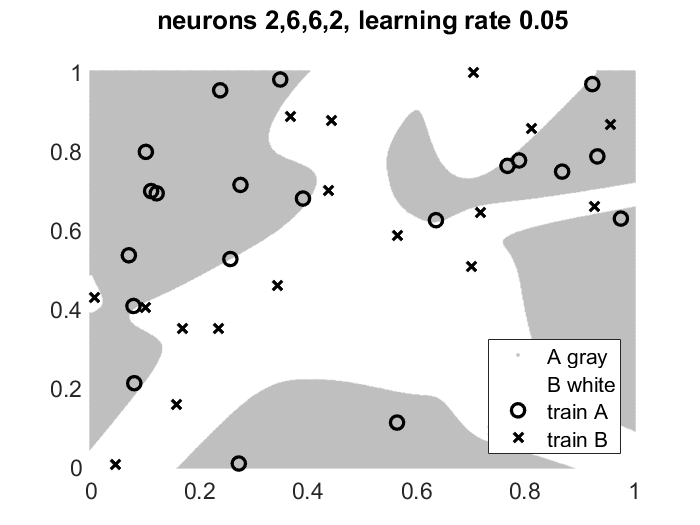 neurons 2,6,6,2, learning rate 0.05
1
0.8
0.6
0.4
0.2
0
0 0.2 0.4 0.6 0.8 1
A gray
B white
train A
train B